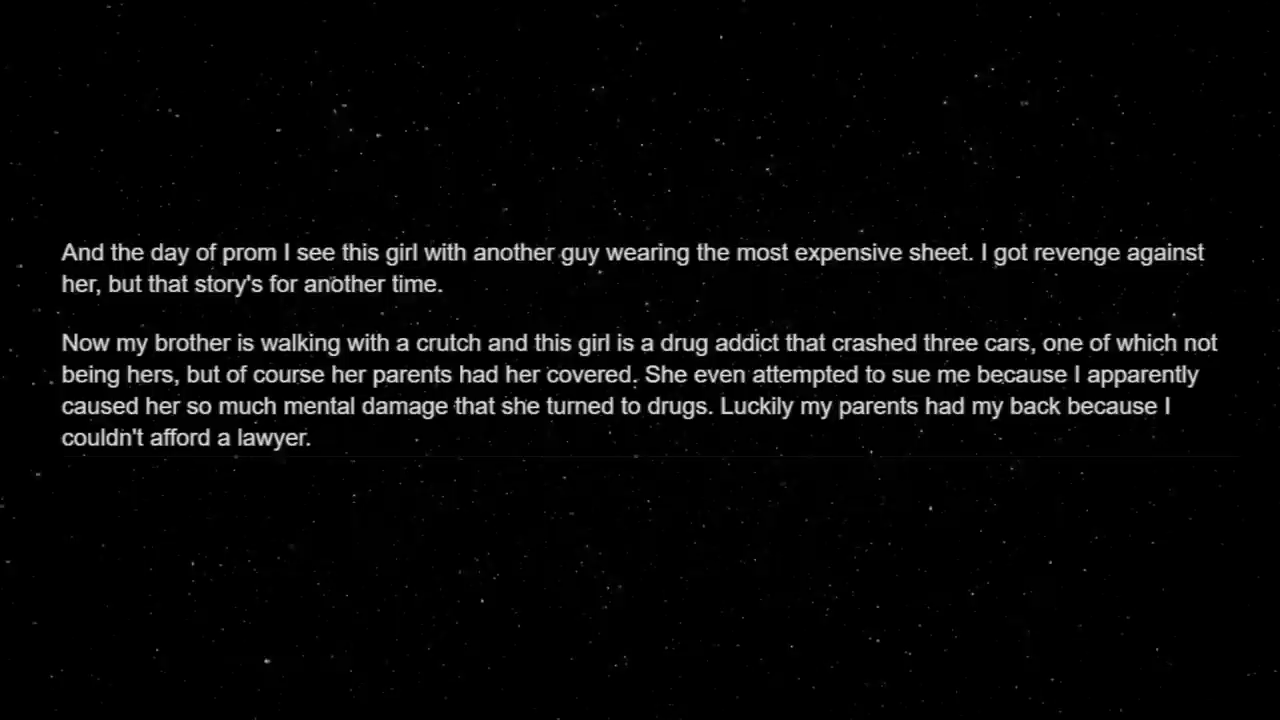 And the day of prom I see this girl with another guy wearing the most expensive sheet. I got revenge against
her, but that story's for another time.
Now my brother is walking with a crutch and this girl is a drug addict that crashed three cars, one of which not
being hers, but of course her parents had her covered. She even attempted to sue me because I apparently
caused her so much mental damage that she turned to drugs. Luckily my parents had my back because I
couldn't afford a lawyer.